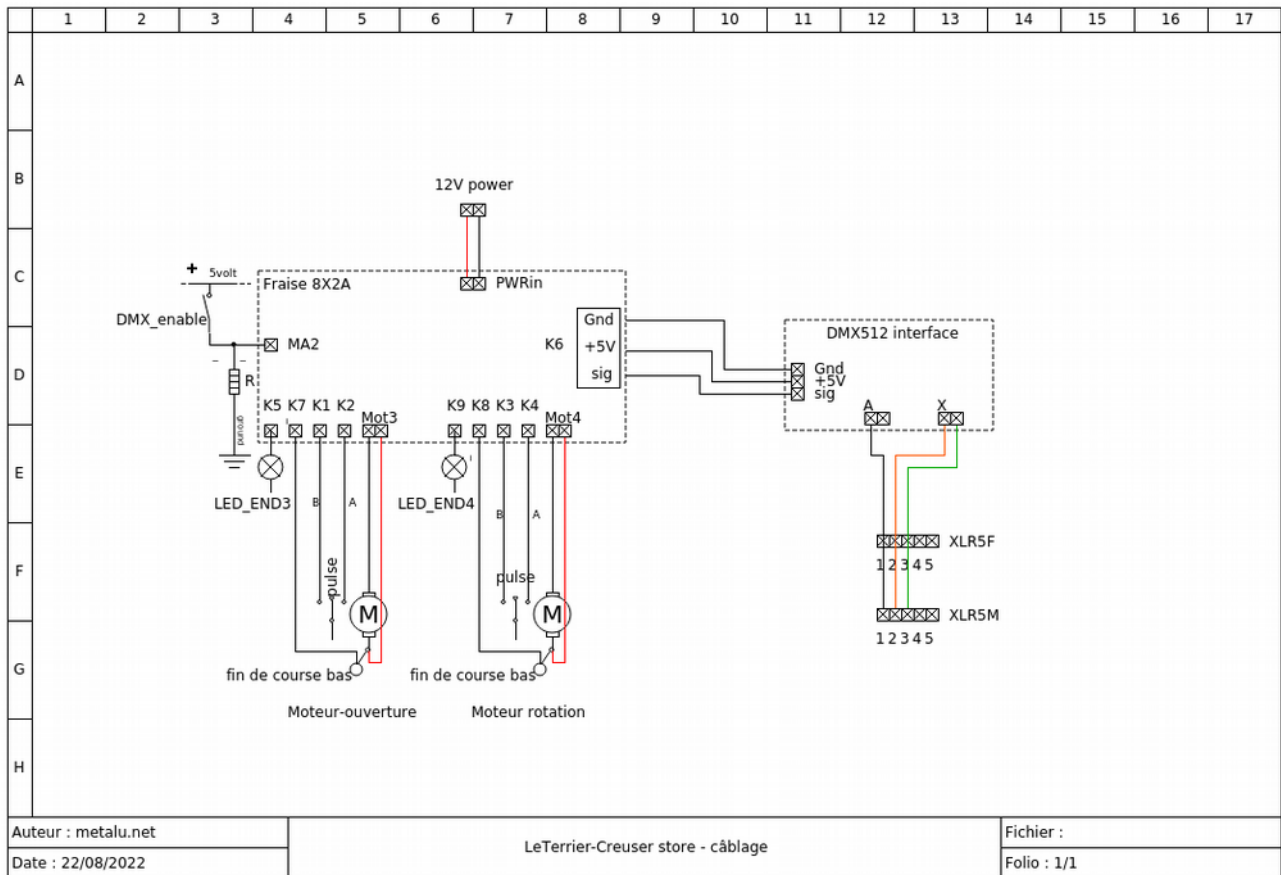 1 2 3 4 5 6 7 8 9 10 11 12 13 14 15 16 17
A
B
12V power
C
+ 5volt
Fraise 8X2A
PWRin
DMX_enable
Gnd
DMX512 interface
D
MA2
K6
+5V
sig
Gnd
+5V
sig
R
K5 K7 K1 K2 Mot3
K9 K8 K3 K4 Mot4
A
X
ground
E
LED_END3
B
A
LED_END4
B
A
F
pulse
pulse
XLR5F
1 2 3 4 5
M
M
XLR5M
1 2 3 4 5
G
fin de course bas
fin de course bas
Moteur-ouverture
Moteur rotation
H
Auteur : metalu.net
Date : 22/08/2022
LeTerrier-Creuser store - câblage
Fichier :
Folio : 1/1